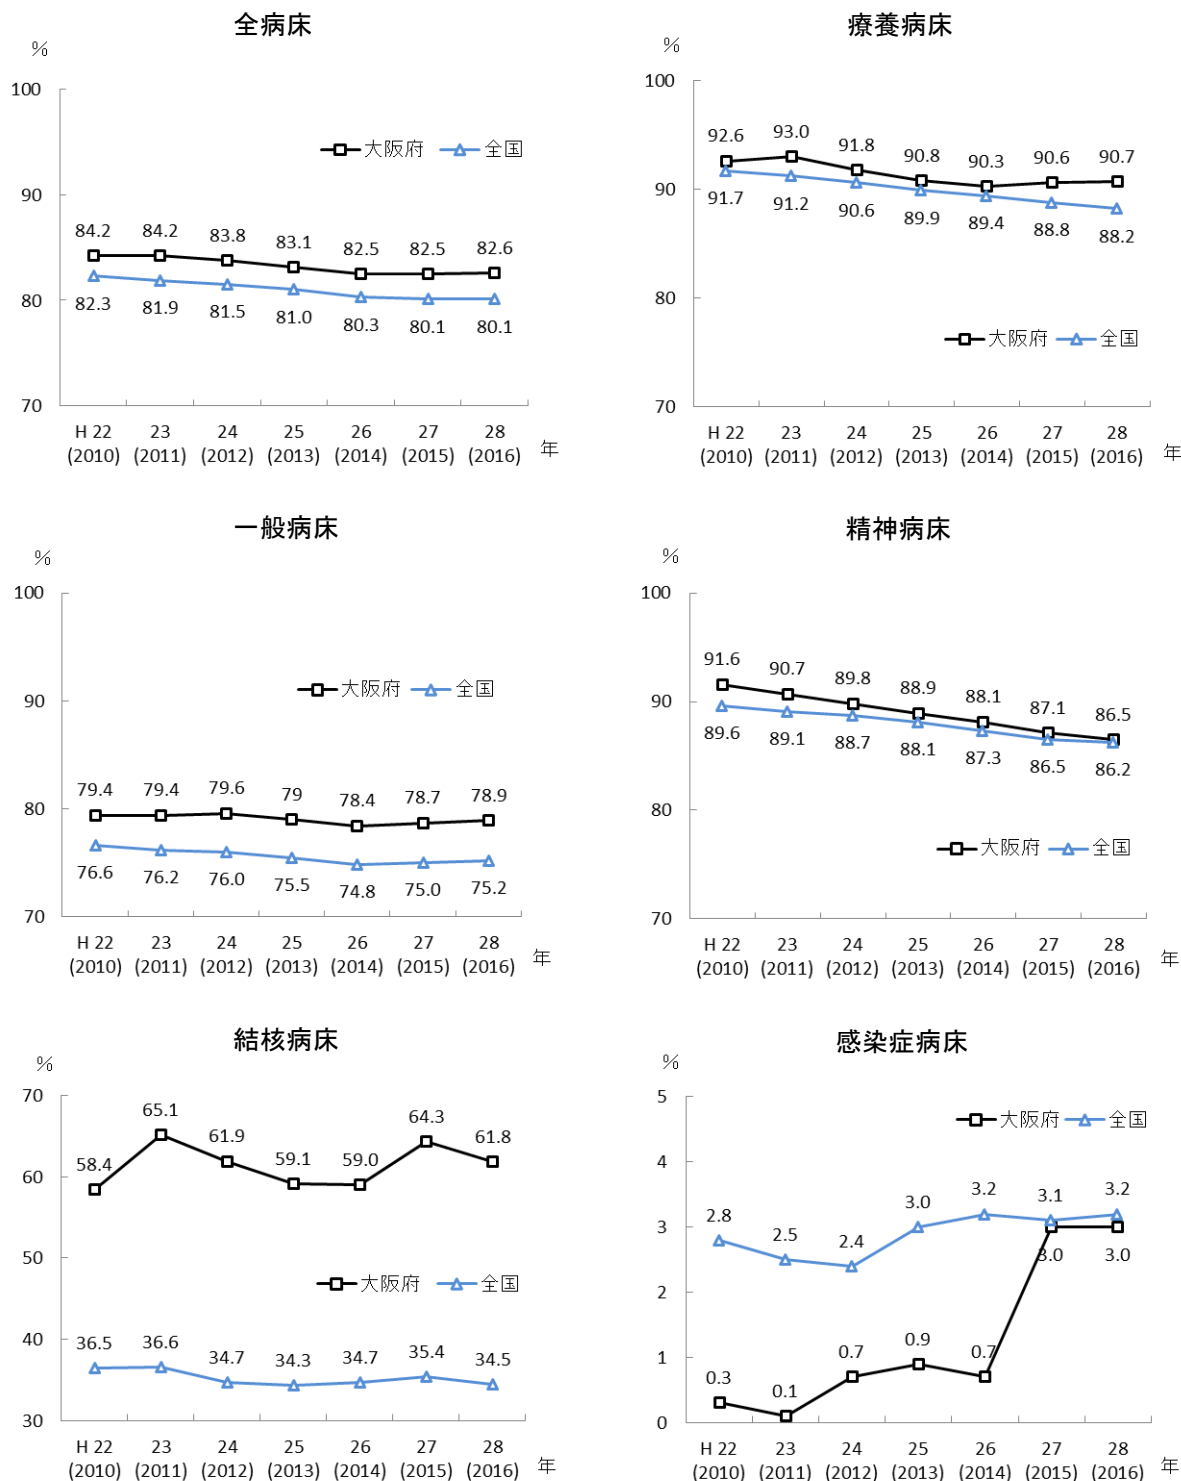 全病床
％
100
90
80
70
大阪府 全国
84.2 84.2 83.8 83.1 82.5 82.5 82.6
82.3 81.9 81.5 81.0 80.3 80.1 80.1
H 22 23 24 25 26 27 28
(2010) (2011) (2012) (2013) (2014) (2015) (2016)
年
療養病床
％
100
90
80
70
92.6 93.0 91.8 90.8 90.3 90.6 90.7
91.7 91.2 90.6 89.9 89.4 88.8 88.2
大阪府 全国
H 22 23 24 25 26 27 28
(2010) (2011) (2012) (2013) (2014) (2015) (2016)
年
一般病床
％
100
90
80
70
大阪府 全国
79.4 79.4 79.6 79 78.4 78.7 78.9
76.6 76.2 76.0 75.5 74.8 75.0 75.2
H 22 23 24 25 26 27 28
(2010) (2011) (2012) (2013) (2014) (2015) (2016)
年
精神病床
％
100
90
80
70
91.6 90.7 89.8 88.9 88.1 87.1 86.5
89.6 89.1 88.7 88.1 87.3 86.5 86.2
大阪府 全国
H 22 23 24 25 26 27 28
(2010) (2011) (2012) (2013) (2014) (2015) (2016)
年
結核病床
％
70
60
50
40
30
58.4 65.1 61.9 59.1 59.0 64.3 61.8
大阪府 全国
36.5 36.6 34.7 34.3 34.7 35.4 34.5
H 22 23 24 25 26 27 28
(2010) (2011) (2012) (2013) (2014) (2015) (2016)
年
感染症病床
％
5
4
3
2
1
0
大阪府 全国
2.8 2.5 2.4 3.0 3.2 3.1 3.2
0.3 0.1 0.7 0.9 0.7 3.0 3.0
H 22 23 24 25 26 27 28
(2010) (2011) (2012) (2013) (2014) (2015) (2016)
年